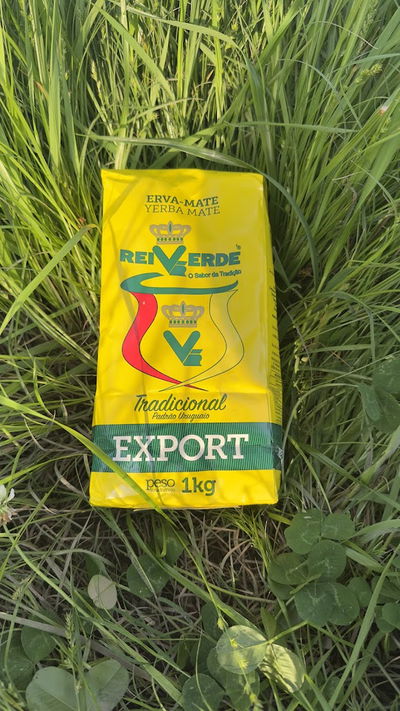 ERVA-MATE
YERBA MATE
REI VERDE
O Sabor da Tradição
Tradicional
Padrão Uruguaio
EXPORT
peso 1kg